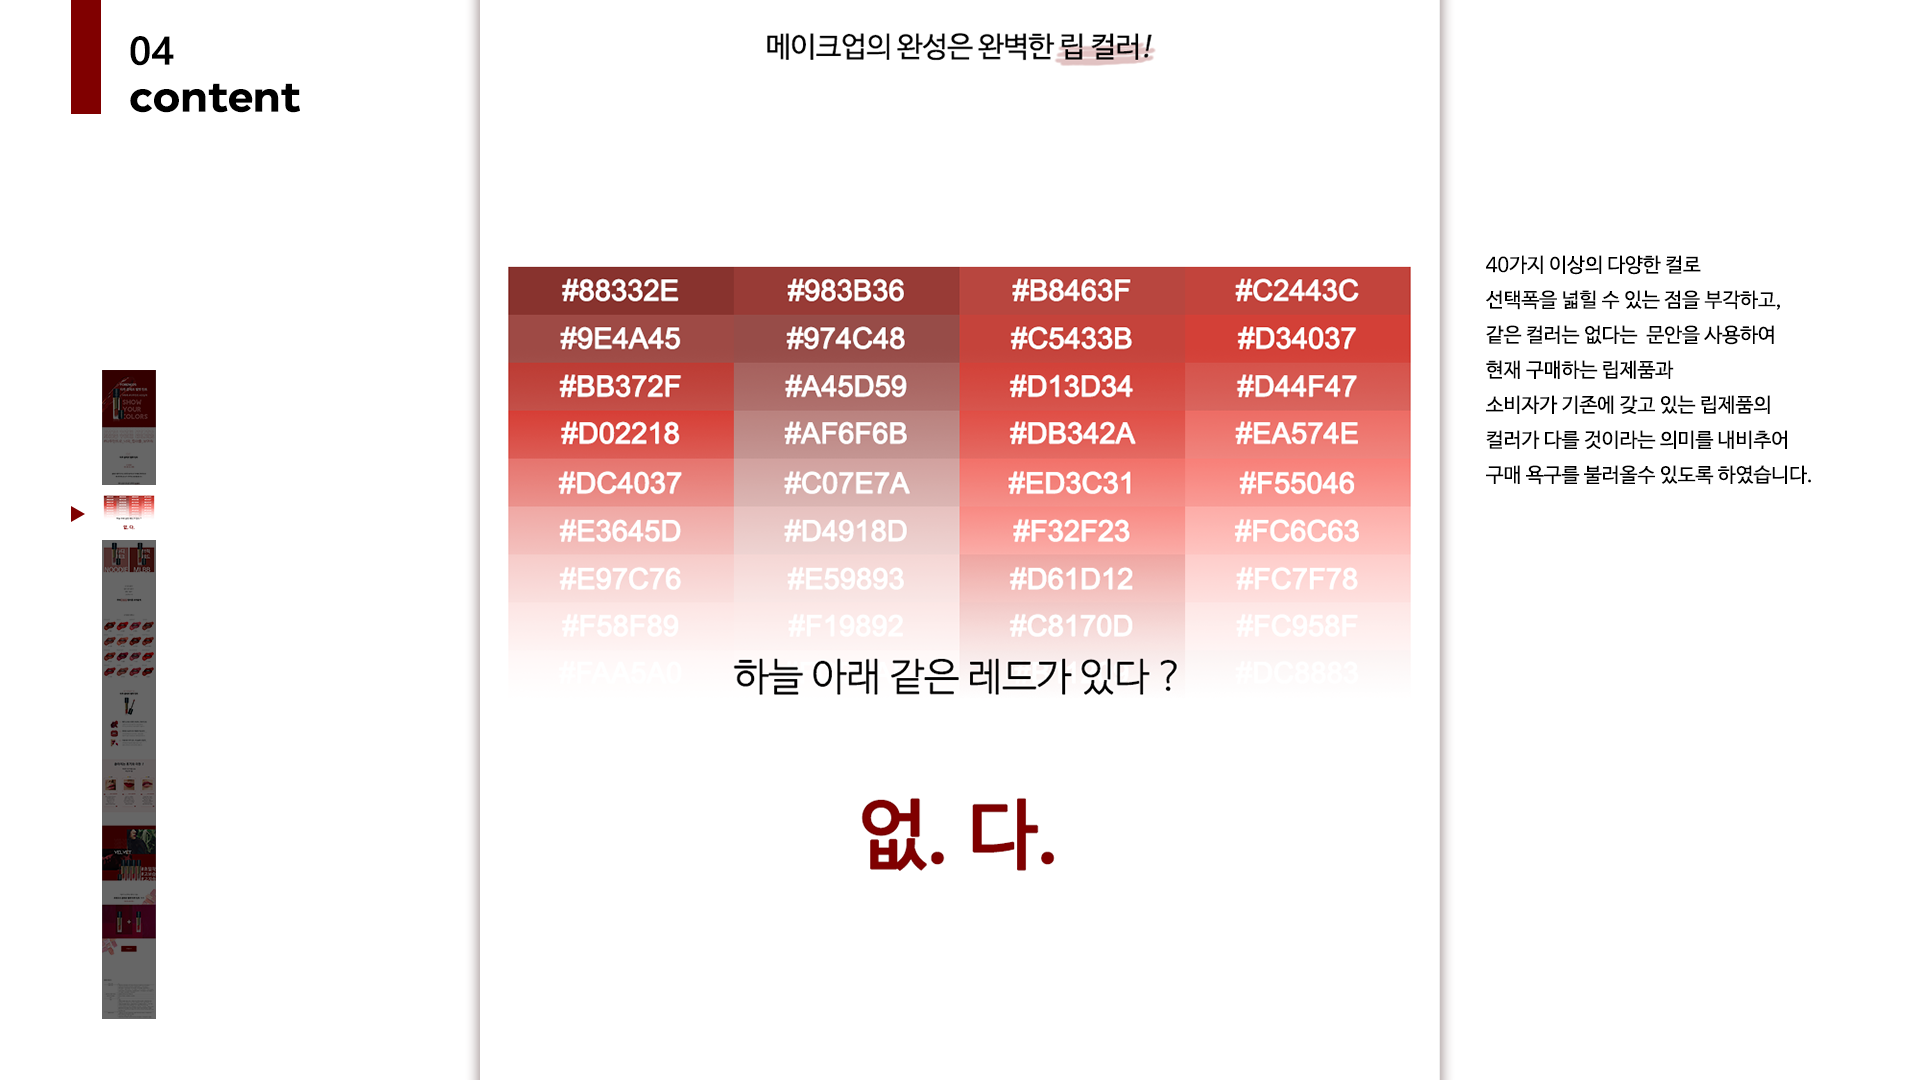 04
content
메이크업의 완성은 완벽한 립 컬러!
#88332E #983B36 #B8463F #C2443C
#9E4A45 #974C48 #C5433B #D34037
#BB372F #A45D59 #D13D34 #D44F47
#D02218 #AF6F6B #DB342A #EA574E
#DC4037 #C07E7A #ED3C31 #F55046
#E3645D #D4918D #F32F23 #FC6C63
#E97C76 #E59893 #D61D12 #FC7F78
#F58F89 #F19892 #C8170D #FC958F
#FAA5A0 #DC8883
하늘 아래 같은 레드가 있다 ?
없. 다.
40가지 이상의 다양한 컬로
선택폭을 넓힐 수 있는 점을 부각하고,
같은 컬러는 없다는 문안을 사용하여
현재 구매하는 립제품과
소비자가 기존에 갖고 있는 립제품의
컬러가 다를 것이라는 의미를 내비추어
구매 욕구를 불러올수 있도록 하였습니다.
SHOW
YOUR
COLORS